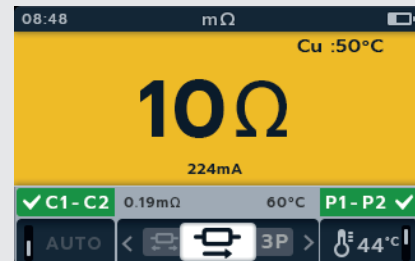 08:48 mΩ
Cu :50°C
10Ω
224mA
✓ C1-C2 0.19mΩ 60°C P1-P2 ✓
AUTO < 3P > 44°C